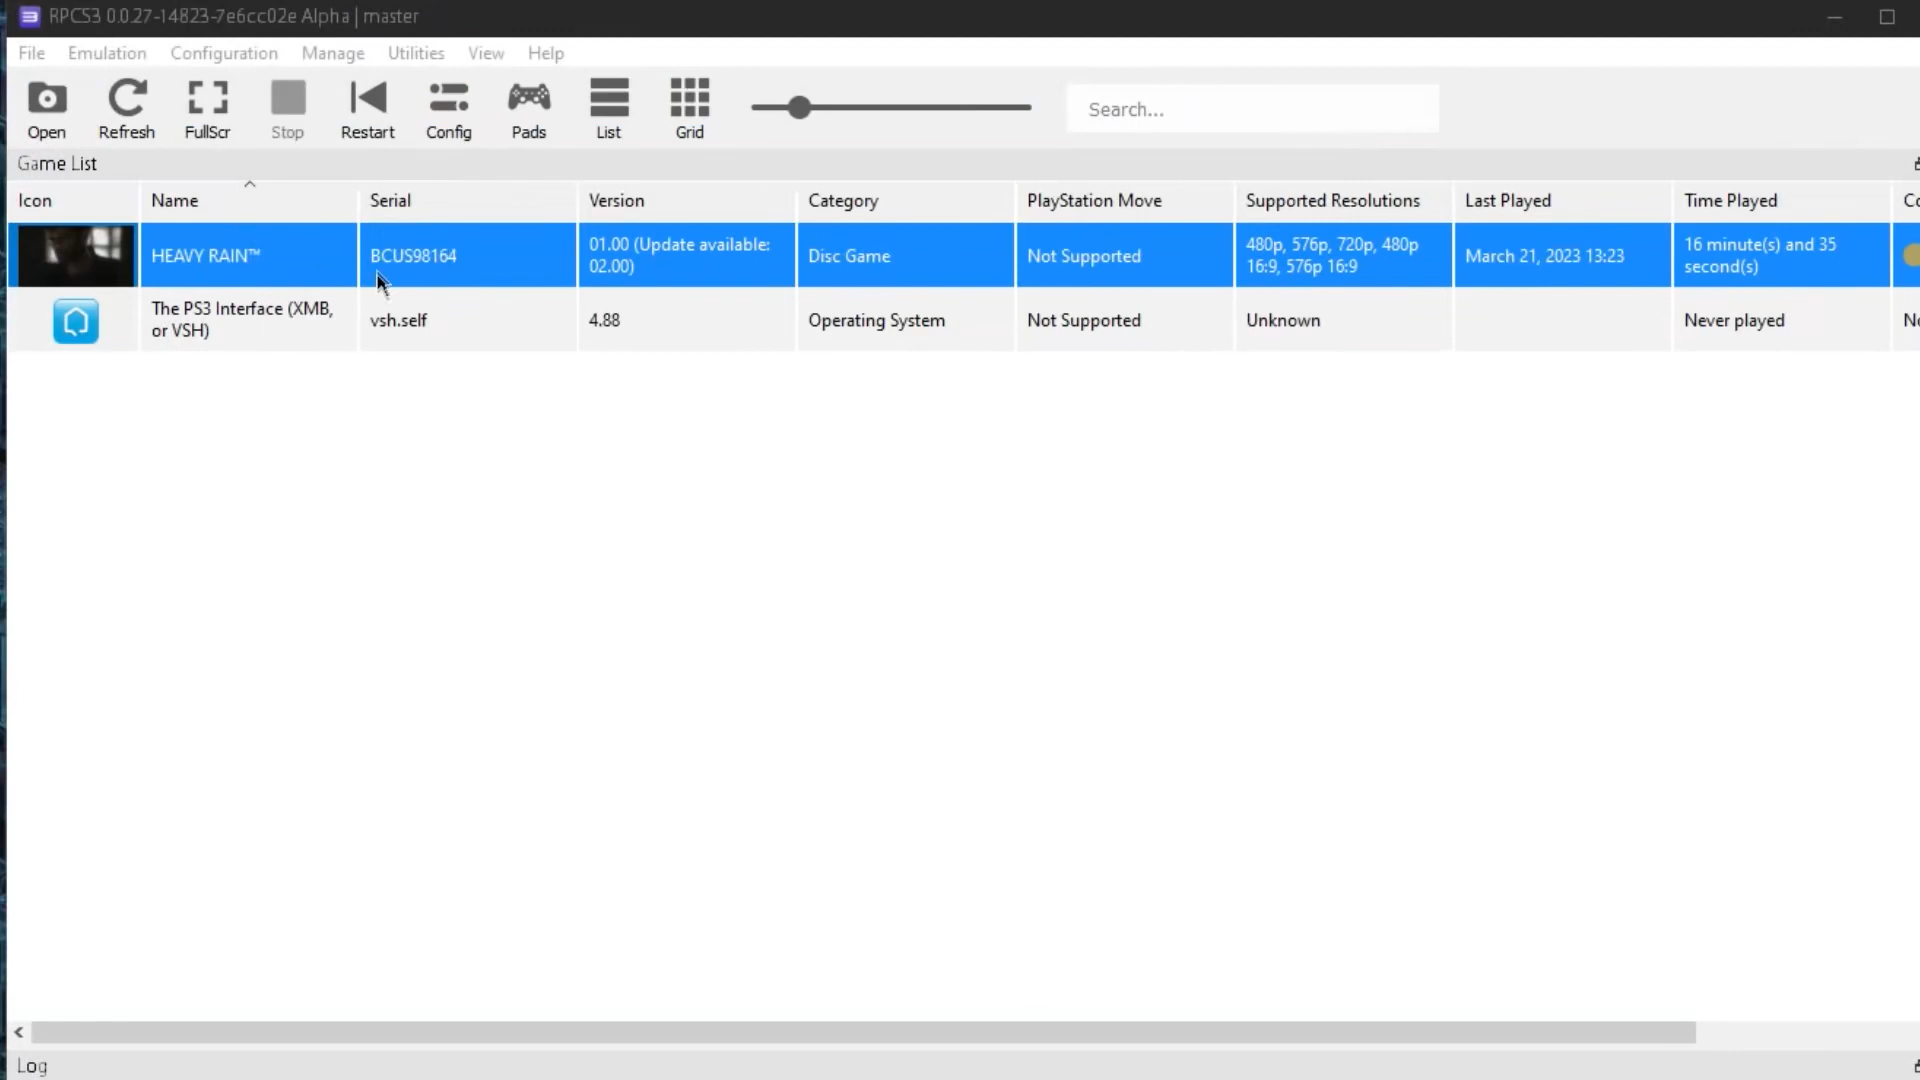 RPCS3 0.0.27-14823-7e6cc02e Alpha | master
File Emulation Configuration Manage Utilities View Help
Open Refresh FullScr Stop Restart Config Pads List Grid Search...
Game List
Icon Name Serial Version Category PlayStation Move Supported Resolutions Last Played Time Played
HEAVY RAIN™ BCUS98164 01.00 (Update available: 02.00) Disc Game Not Supported 480p, 576p, 720p, 480p 16:9, 576p 16:9 March 21, 2023 13:23 16 minute(s) and 35 second(s)
The PS3 Interface (XMB, or VSH) vsh.self 4.88 Operating System Not Supported Unknown Never played
Log